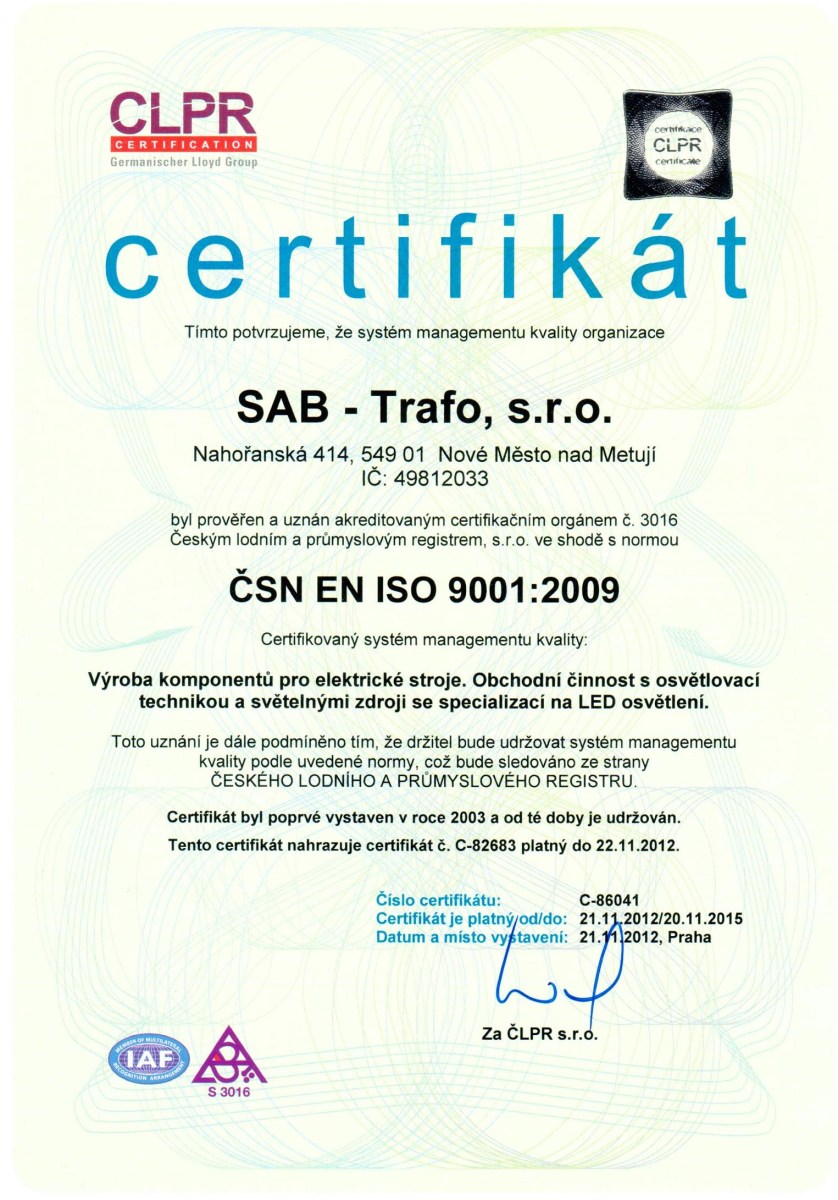 CLPR
CERTIFICATION
Germanischer Lloyd Group
certifikace
CLPR
certificate
certifikát
Tímto potvrzujeme, že systém managementu kvality organizace
SAB - Trafo, s.r.o.
Nahořanská 414, 549 01 Nové Město nad Metují
IČ: 49812033
byl prověřen a uznán akreditovaným certifikačním orgánem č. 3016
Českým lodním a průmyslovým registrem, s.r.o. ve shodě s normou
ČSN EN ISO 9001:2009
Certifikovaný systém managementu kvality:
Výroba komponentů pro elektrické stroje. Obchodní činnost s osvětlovací
technikou a světelnými zdroji se specializací na LED osvětlení.
Toto uznání je dále podmíněno tím, že držitel bude udržovat systém managementu
kvality podle uvedené normy, což bude sledováno ze strany
ČESKÉHO LODNÍHO A PRŮMYSLOVÉHO REGISTRU.
Certifikát byl poprvé vystaven v roce 2003 a od té doby je udržován.
Tento certifikát nahrazuje certifikát č. C-82683 platný do 22.11.2012.
Číslo certifikátu: C-86041
Certifikát je platný/od/do: 21.11.2012/20.11.2015
Datum a místo vystavení: 21.11.2012, Praha
Za ČLPR s.r.o.
MEMBER OF MULTILATERAL
IAF
RECOGNITION ARRANGEMENT
S 3016